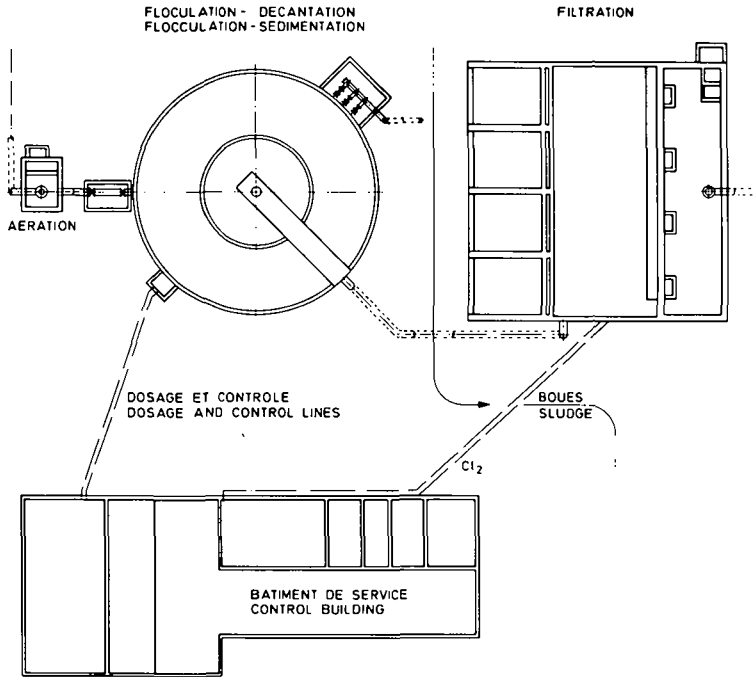 FLOCULATION - DECANTATION
FLOCCULATION - SEDIMENTATION
FILTRATION
AERATION
DOSAGE ET CONTROLE
DOSAGE AND CONTROL LINES
BOUES
SLUDGE
Cl₂
BATIMENT DE SERVICE
CONTROL BUILDING